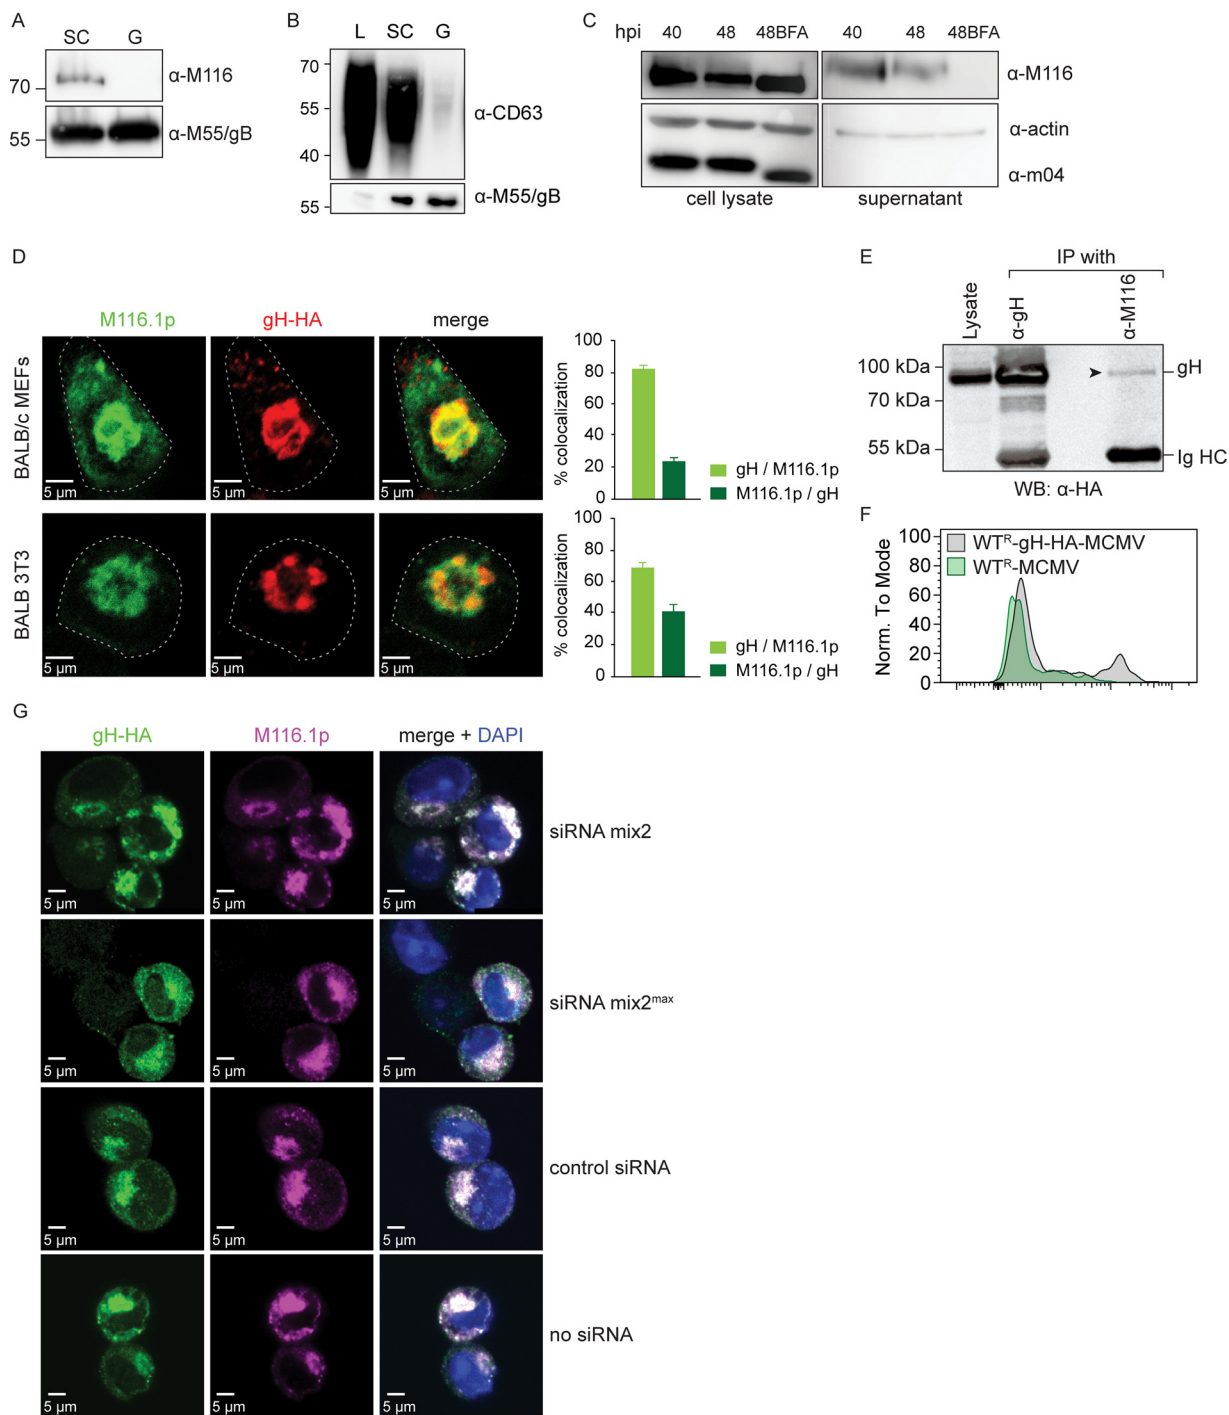 A
SC G
70
α-M116
55
α-M55/gB
B
L SC G
70
55
40
α-CD63
55
α-M55/gB
C
hpi 40 48 48BFA 40 48 48BFA
α-M116
α-actin
α-m04
cell lysate supernatant
D
M116.1p gH-HA merge
BALB/c MEFs
5 µm 5 µm 5 µm
% colocalization
100
80
60
40
20
0
gH / M116.1p
M116.1p / gH
BALB 3T3
5 µm 5 µm 5 µm
% colocalization
100
80
60
40
20
0
gH / M116.1p
M116.1p / gH
E
IP with
Lysate
α-gH
α-M116
100 kDa
70 kDa
55 kDa
gH
Ig HC
WB: α-HA
F
Norm. To Mode
100
80
60
40
20
0
WTᴿ-gH-HA-MCMV
WTᴿ-MCMV
G
gH-HA M116.1p merge + DAPI
5 µm 5 µm 5 µm
siRNA mix2
5 µm 5 µm 5 µm
siRNA mix2ᵐᵃˣ
5 µm 5 µm 5 µm
control siRNA
5 µm 5 µm 5 µm
no siRNA